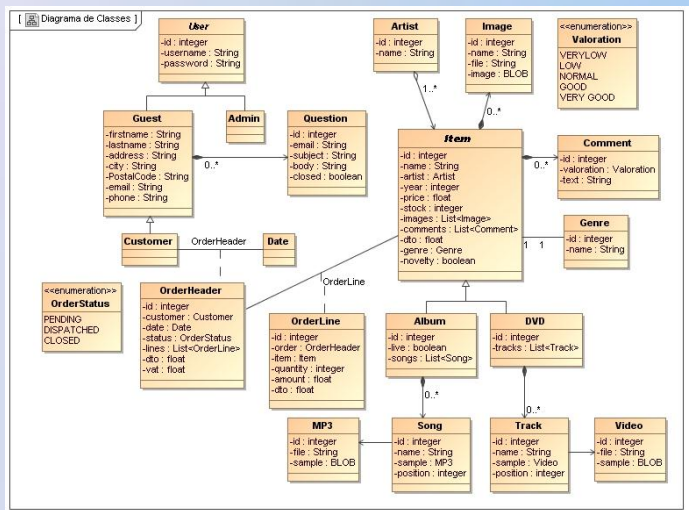 [ Diagrama de Classes ]
User
-id : integer
-username : String
-password : String
Artist
-id : integer
-name : String
Image
-id : integer
-name : String
-file : String
-image : BLOB
<<enumeration>>
Valoration
VERYLOW
LOW
NORMAL
GOOD
VERY GOOD
1..*
0..*
Guest
-firstname : String
-lastname : String
-address : String
-city : String
-PostalCode : String
-email : String
-phone : String
Admin
Question
-id : integer
-email : String
-subject : String
-body : String
-closed : boolean
0..*
Item
-id : integer
-name : String
-artist : Artist
-year : integer
-price : float
-stock : integer
-images : List<Image>
-comments : List<Comment>
-dto : float
-genre : Genre
-novelty : boolean
0..*
Comment
-id : integer
-valoration : Valoration
-text : String
1 1
Genre
-id : integer
-name : String
Customer
OrderHeader
Date
<<enumeration>>
OrderStatus
PENDING
DISPATCHED
CLOSED
OrderHeader
-id : integer
-customer : Customer
-date : Date
-status : OrderStatus
-lines : List<OrderLine>
-dto : float
-vat : float
OrderLine
OrderLine
-id : integer
-order : OrderHeader
-item : Item
-quantity : integer
-amount : float
-dto : float
Album
-id : integer
-live : boolean
-songs : List<Song>
DVD
-tracks : List<Track>
0..*
0..*
MP3
-id : integer
-file : String
-sample : BLOB
Song
-id : integer
-name : String
-sample : MP3
-position : integer
Track
-id : integer
-name : String
-sample : Video
-position : integer
Video
-id : integer
-file : String
-sample : BLOB